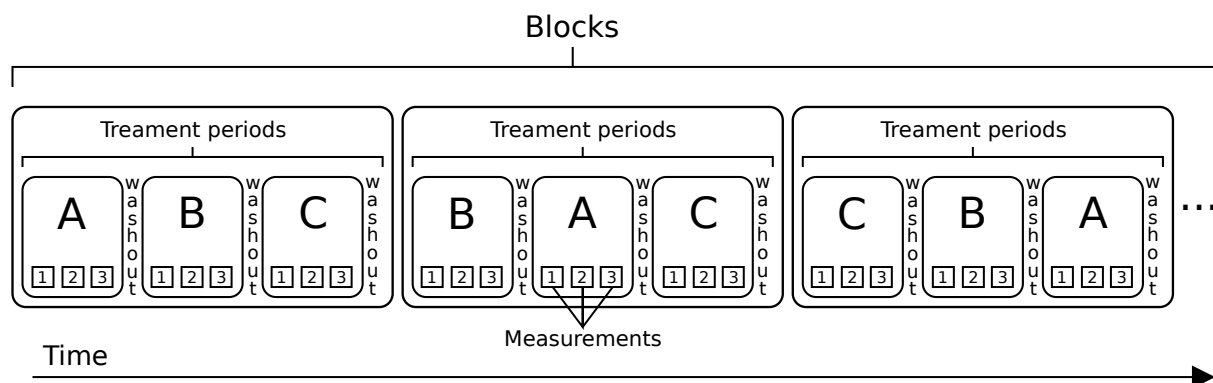 Blocks
Treament periods Treament periods Treament periods
A washout B washout C washout B washout A washout C washout C washout B washout A washout ...
1 2 3 1 2 3 1 2 3 1 2 3 1 2 3 1 2 3 1 2 3 1 2 3 1 2 3
Measurements
Time